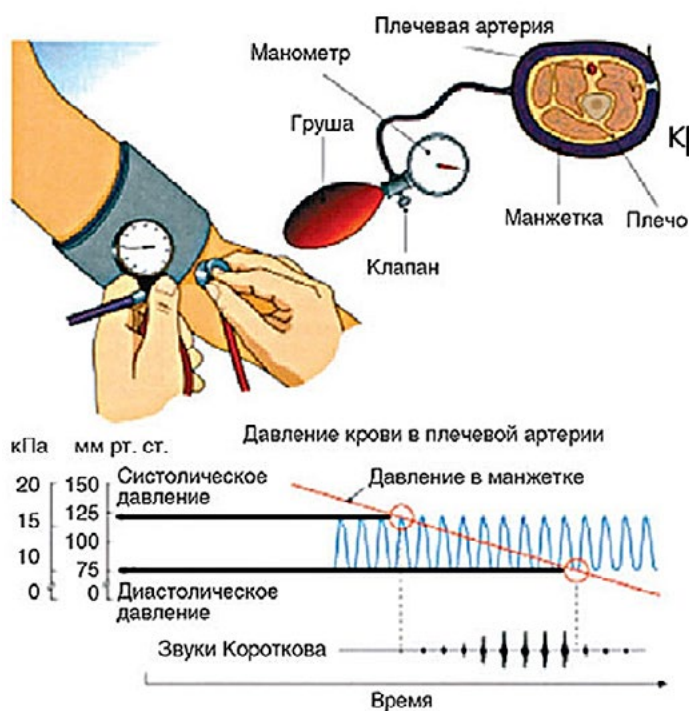 Плечевая артерия
Манометр
Груша
Манжетка
Плечо
Клапан
Давление крови в плечевой артерии
кПа мм рт. ст.
20 150
15 125
10 100
75
0 0
Систолическое
давление
Давление в манжетке
Диастолическое
давление
Звуки Короткова
Время